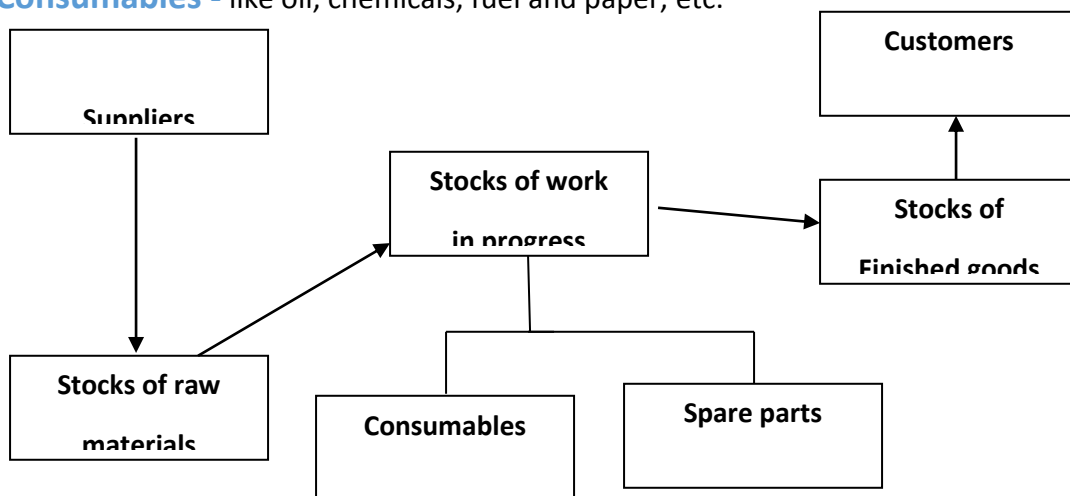 Consumables - like oil, chemicals, fuel and paper, etc.
Customers
Suppliers
Stocks of work
in progress
Stocks of
Finished goods
Stocks of raw
materials
Consumables
Spare parts